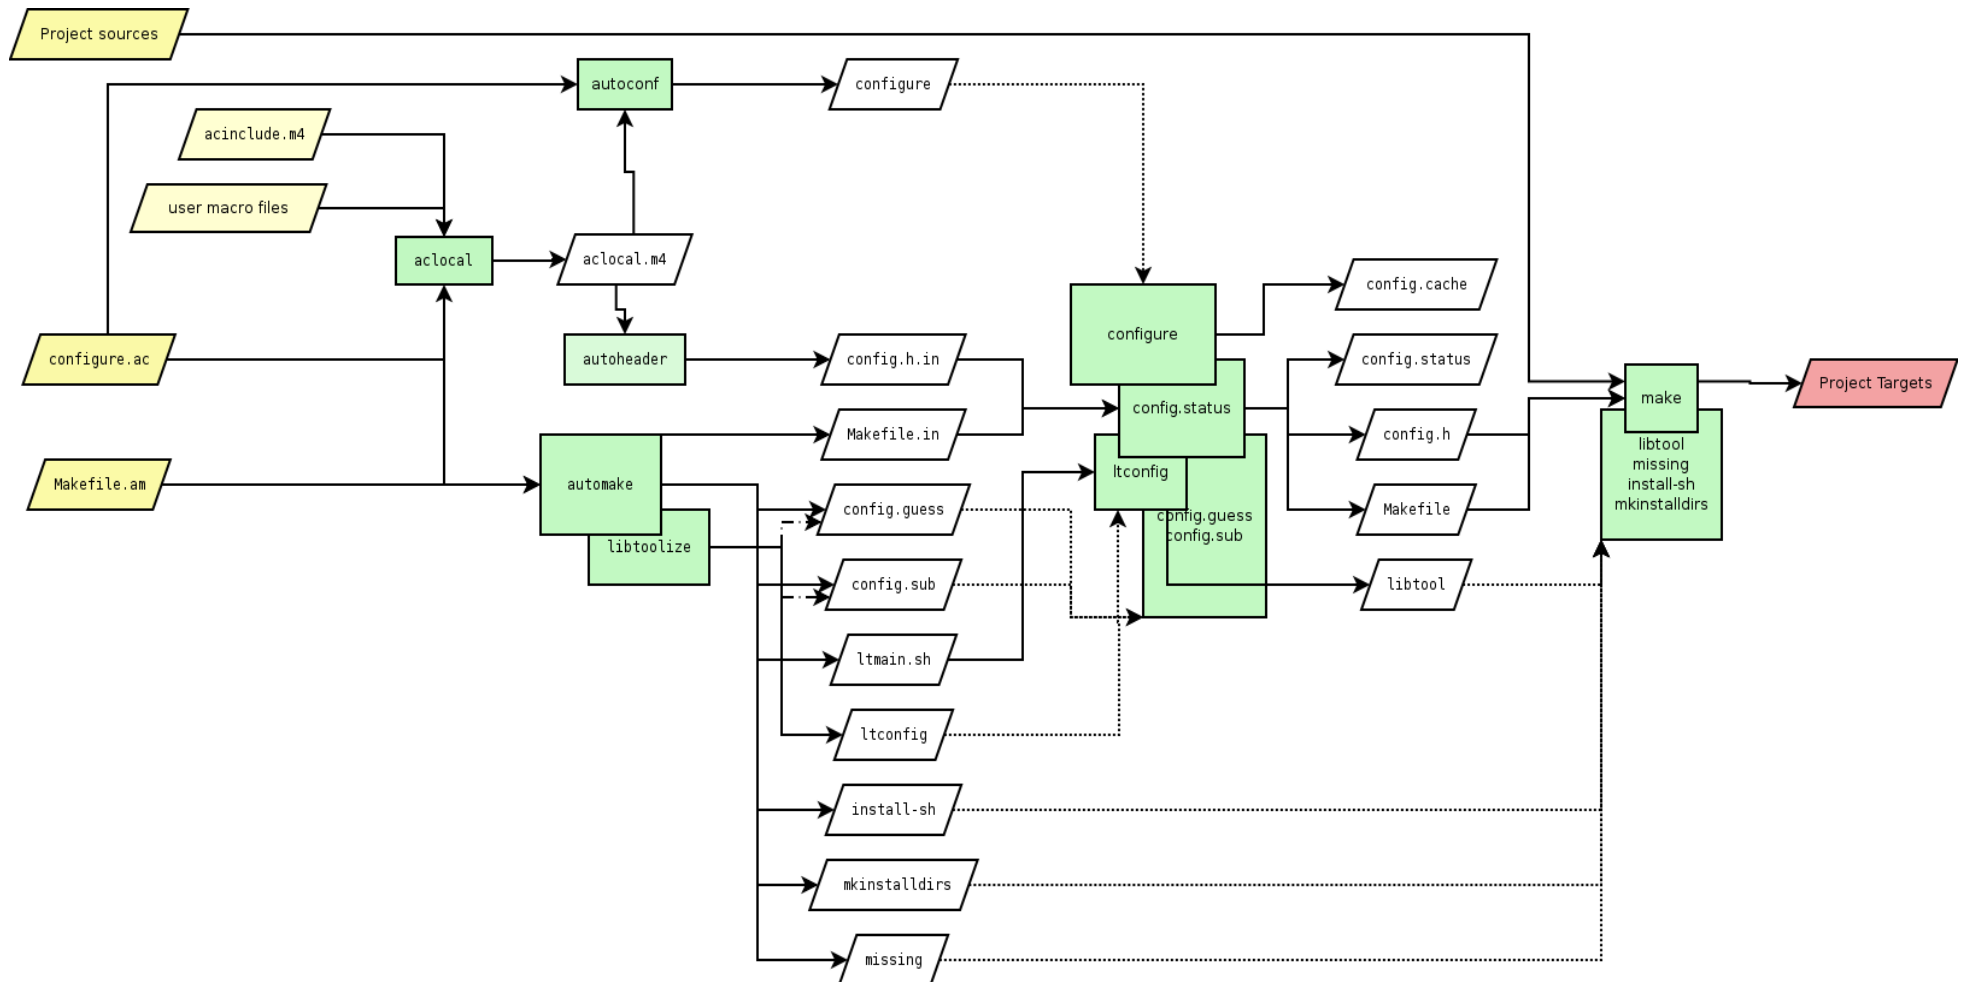 Project sources
autoconf
configure
acinclude.m4
user macro files
aclocal
aclocal.m4
config.cache
configure
configure.ac
autoheader
config.h.in
config.status
make
Project Targets
config.status
Makefile.in
config.h
libtool
missing
install-sh
mkinstalldirs
ltconfig
Makefile.am
automake
config.guess
Makefile
config.guess
config.sub
libtoolize
config.sub
libtool
ltmain.sh
ltconfig
install-sh
mkinstalldirs
missing